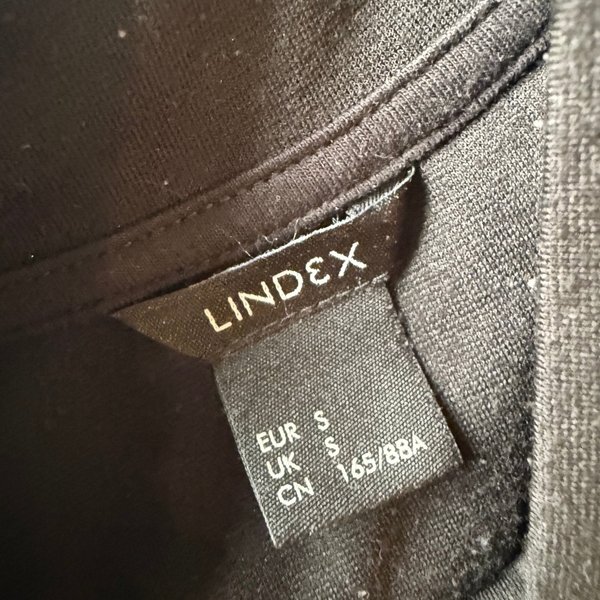 LINDEX
EUR S
UK S
CN 165/88A